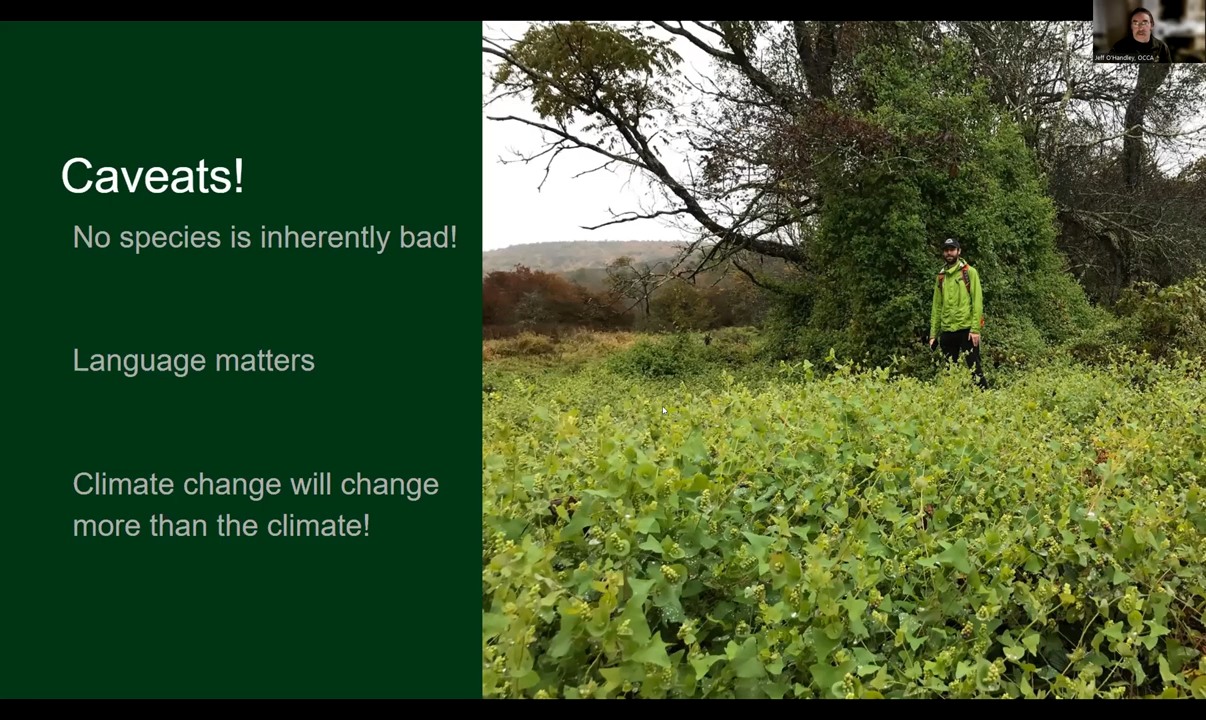 Jeff O'Handley, OCCA
Caveats!
No species is inherently bad!
Language matters
Climate change will change
more than the climate!